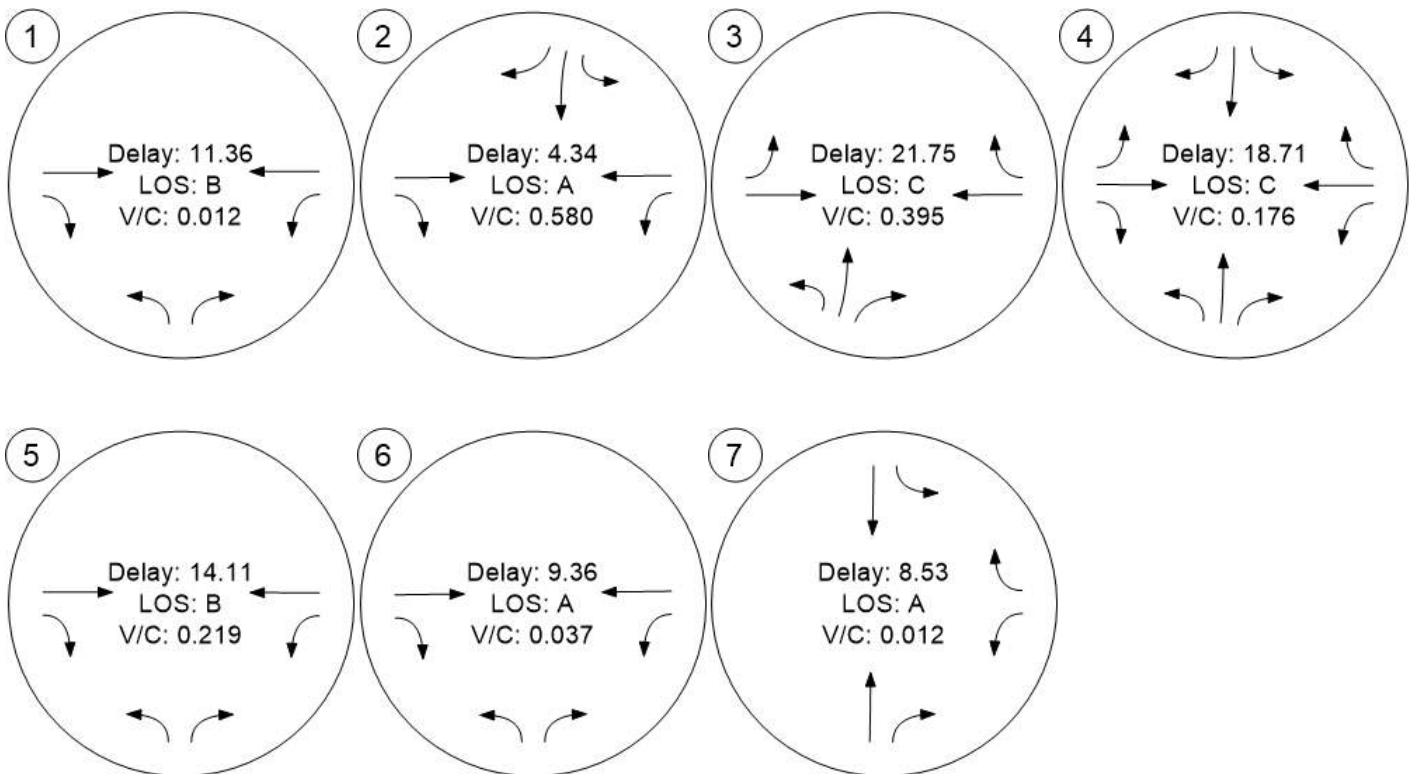 1
Delay: 11.36
LOS: B
V/C: 0.012
2
Delay: 4.34
LOS: A
V/C: 0.580
3
Delay: 21.75
LOS: C
V/C: 0.395
4
Delay: 18.71
LOS: C
V/C: 0.176
5
Delay: 14.11
LOS: B
V/C: 0.219
6
Delay: 9.36
LOS: A
V/C: 0.037
7
Delay: 8.53
LOS: A
V/C: 0.012